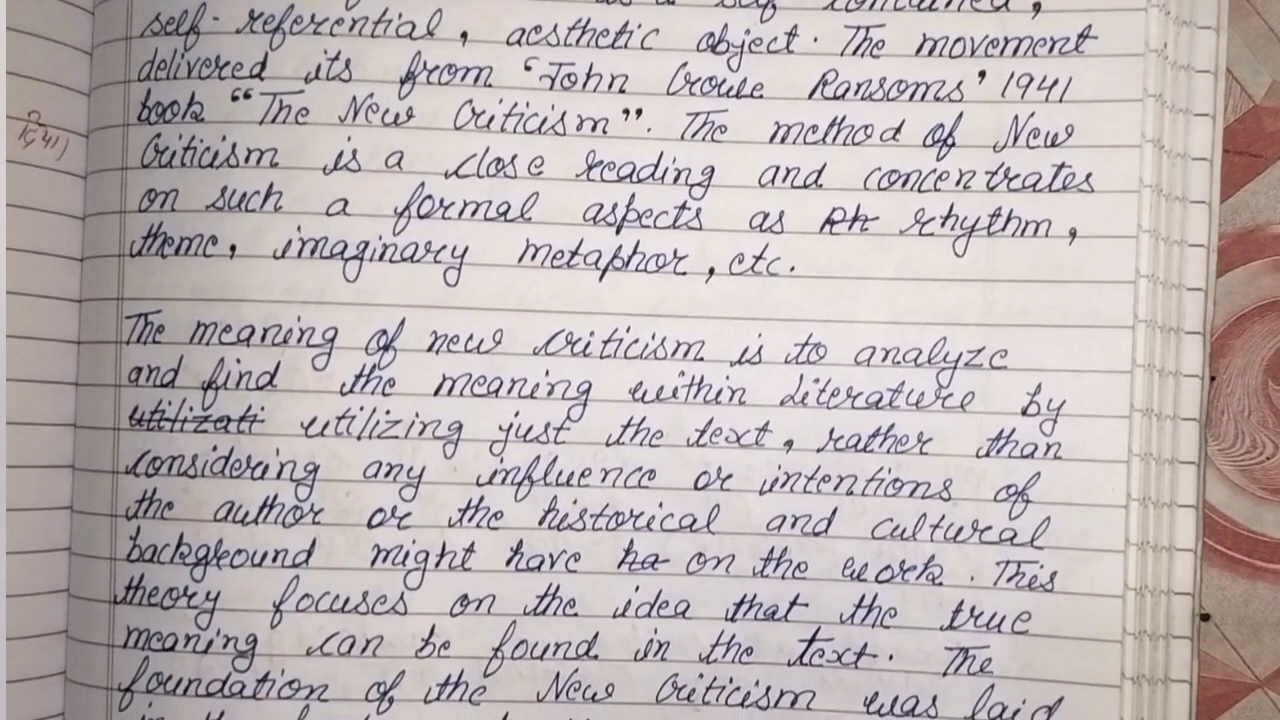 as a self contained,
self-referential, aesthetic object. The movement
delivered its from ‘John Crowe Ransoms’ 1941
book “The New Criticism”. The method of New
Criticism is a close reading and concentrates
on such a formal aspects as Rh rhythm,
theme, imaginary metaphor, etc.
The meaning of new criticism is to analyze
and find the meaning within literature by
utilizati utilizing just the text, rather than
considering any influence or intentions of
the author or the historical and cultural
background might have ha on the work. This
theory focuses on the idea that the true
meaning can be found in the text. The
foundation of the New Criticism was laid